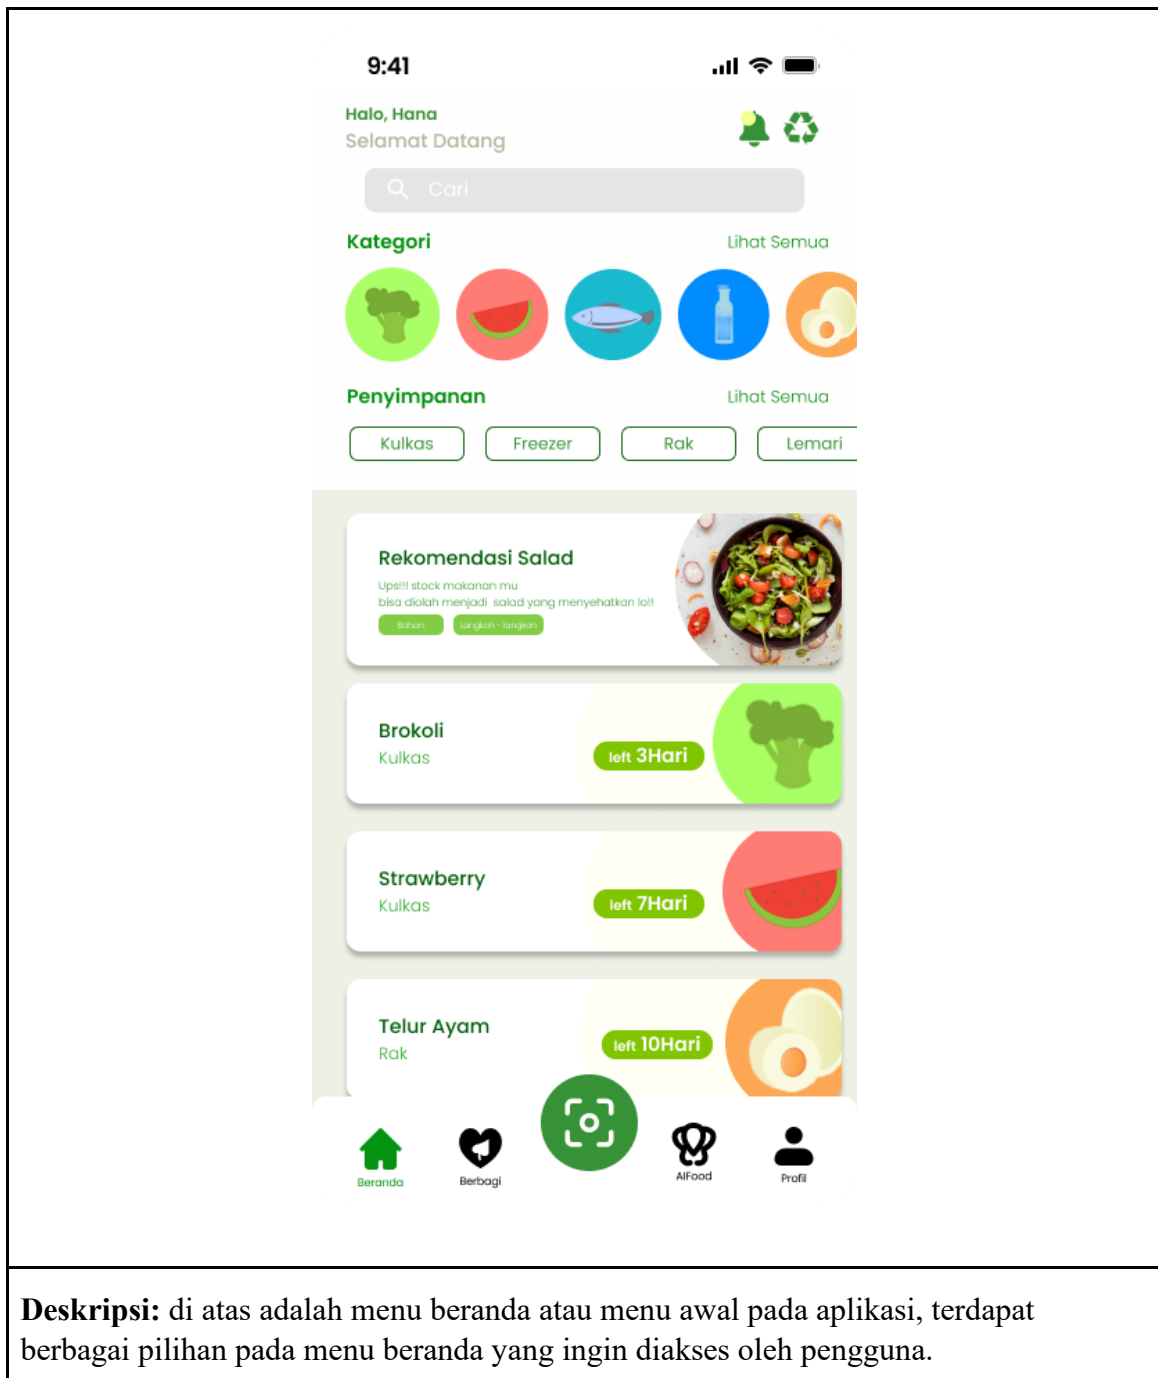 9:41
Halo, Hana
Selamat Datang
Cari
Kategori Lihat Semua
Penyimpanan Lihat Semua
Kulkas Freezer Rak Lemari
Rekomendasi Salad
Ups!!! stock makanan mu
bisa diolah menjadi salad yang menyehatkan lo!!
Bahan Langkah - langkah
Brokoli
Kulkas
left 3Hari
Strawberry
Kulkas
left 7Hari
Telur Ayam
Rak
left 10Hari
Beranda Berbagi AIFood Profil
Deskripsi: di atas adalah menu beranda atau menu awal pada aplikasi, terdapat
berbagai pilihan pada menu beranda yang ingin diakses oleh pengguna.